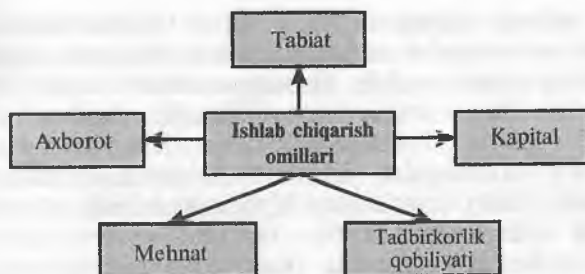 Tabiat
Axborot
Ishlab chiqarish
omillari
Kapital
Mehnat
Tadbirkorlik
qobiliyati